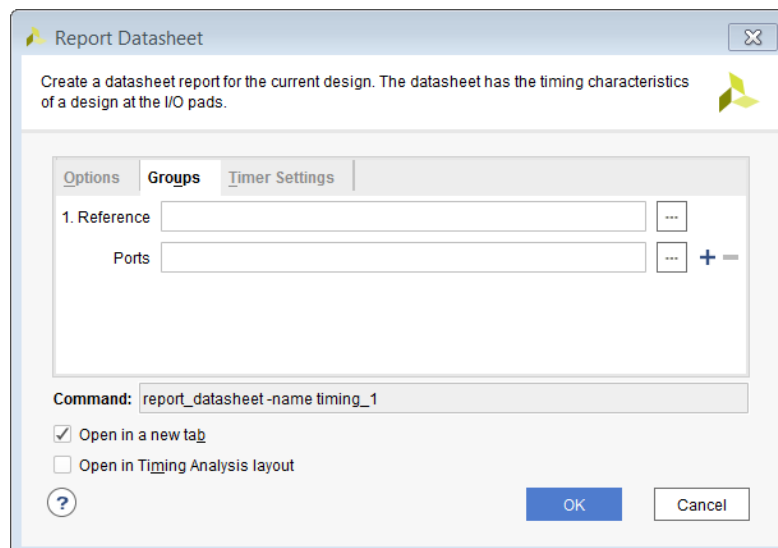 Report Datasheet
Create a datasheet report for the current design. The datasheet has the timing characteristics
of a design at the I/O pads.
Options Groups Timer Settings
1. Reference ...
Ports ... + −
Command: report_datasheet -name timing_1
Open in a new tab
Open in Timing Analysis layout
? OK Cancel